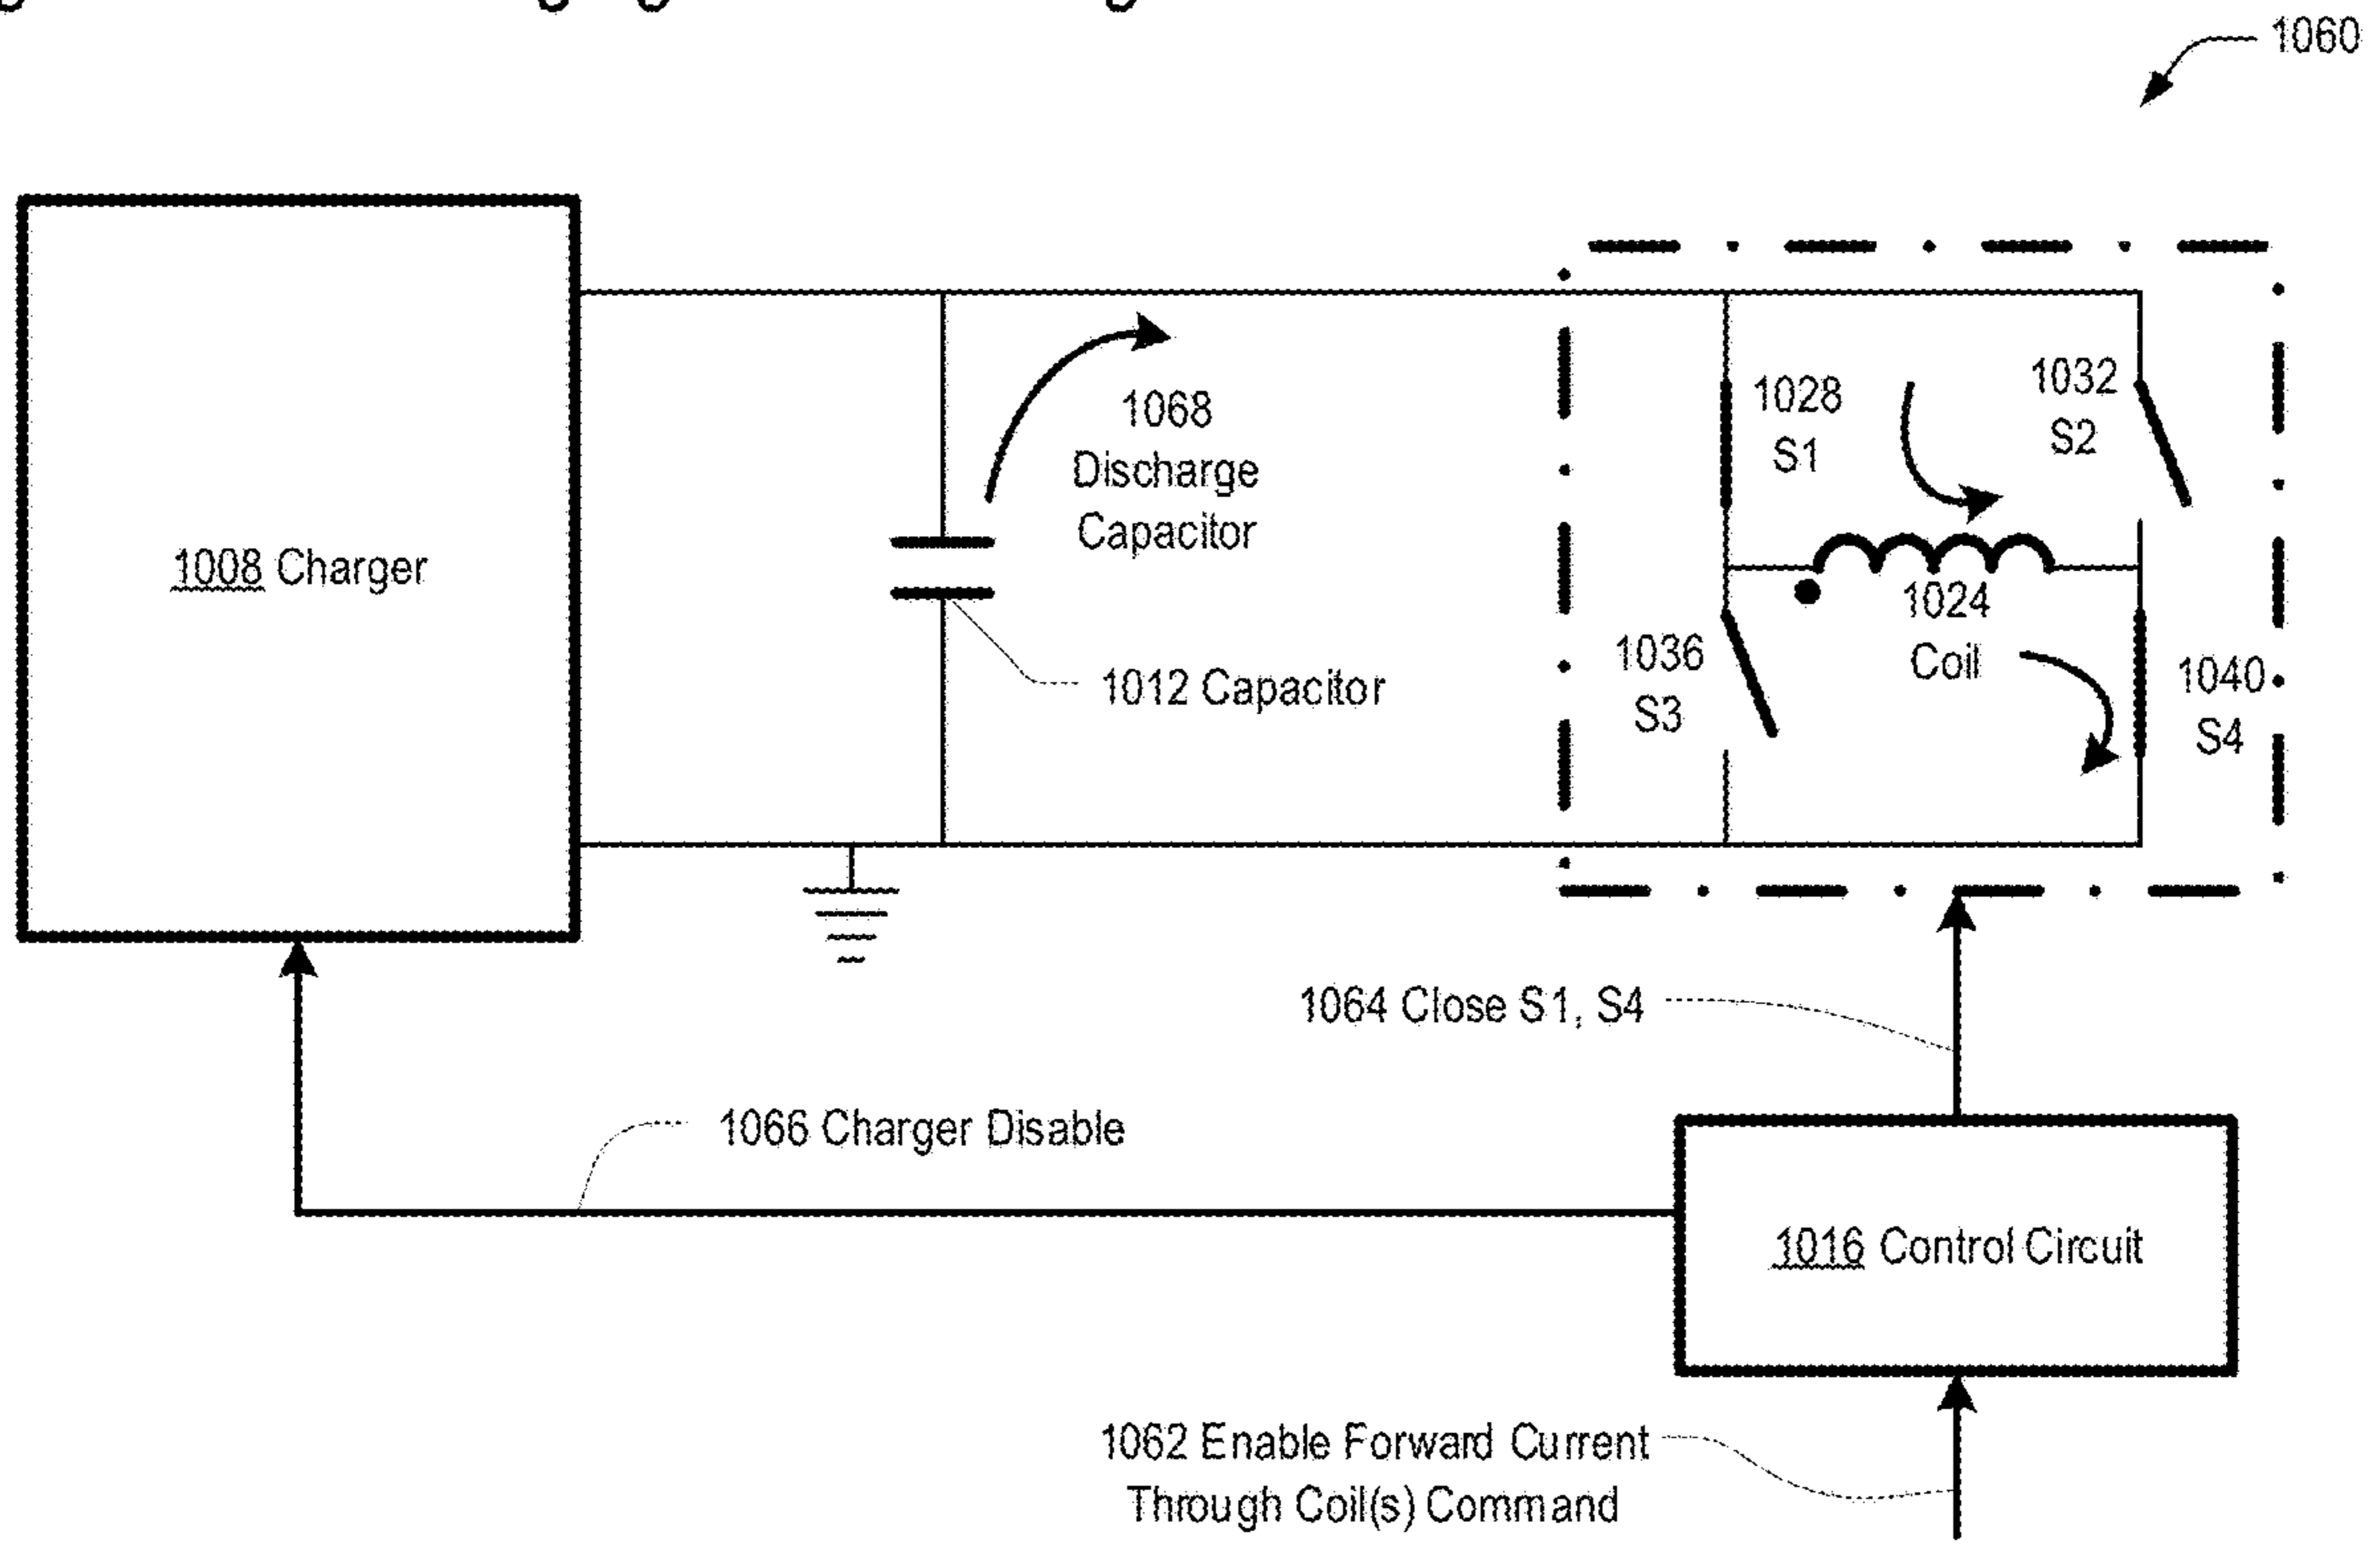 1060
1068
Discharge
Capacitor
1028
S1
1032
S2
1008 Charger
1024
Coil
1036
S3
1040
S4
1012 Capacitor
1064 Close S1, S4
1066 Charger Disable
1016 Control Circuit
1062 Enable Forward Current
Through Coil(s) Command